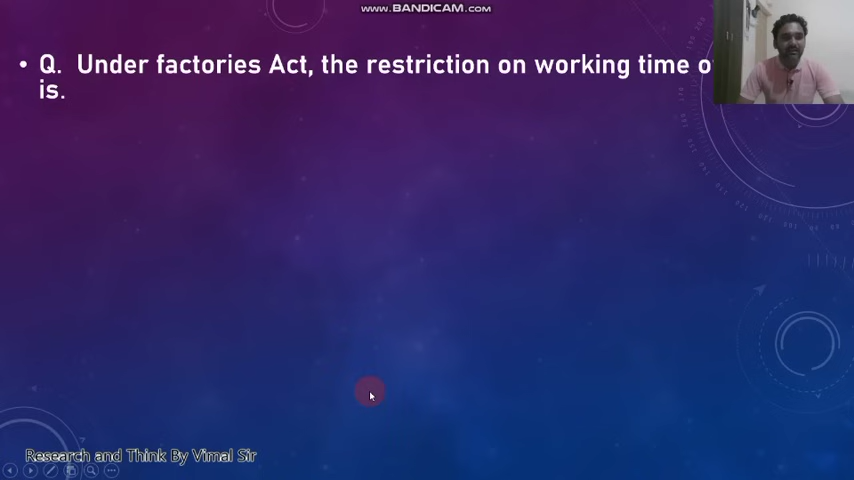 www.BANDICAM.com
• Q. Under factories Act, the restriction on working time
is.
Research and Think By Vimal Sir